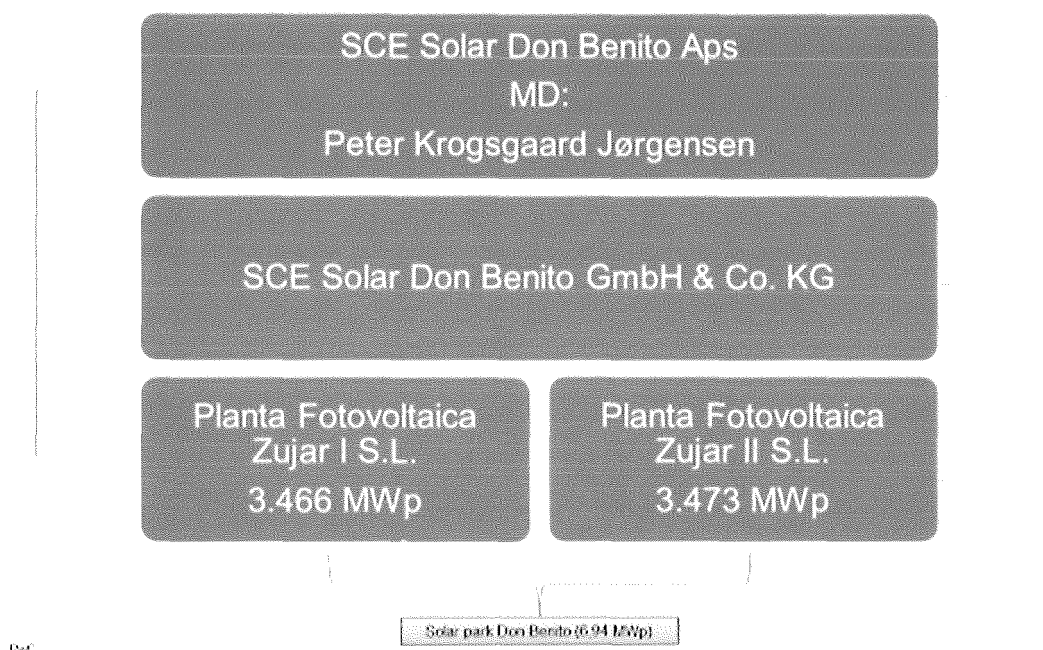 SCE Solar Don Benito Aps
MD:
Peter Krogsgaard Jørgensen
SCE Solar Don Benito GmbH & Co. KG
Planta Fotovoltaica
Zujar I S.L.
3.466 MWp
Planta Fotovoltaica
Zujar II S.L.
3.473 MWp
Solar park Don Benito (6.94 MWp)